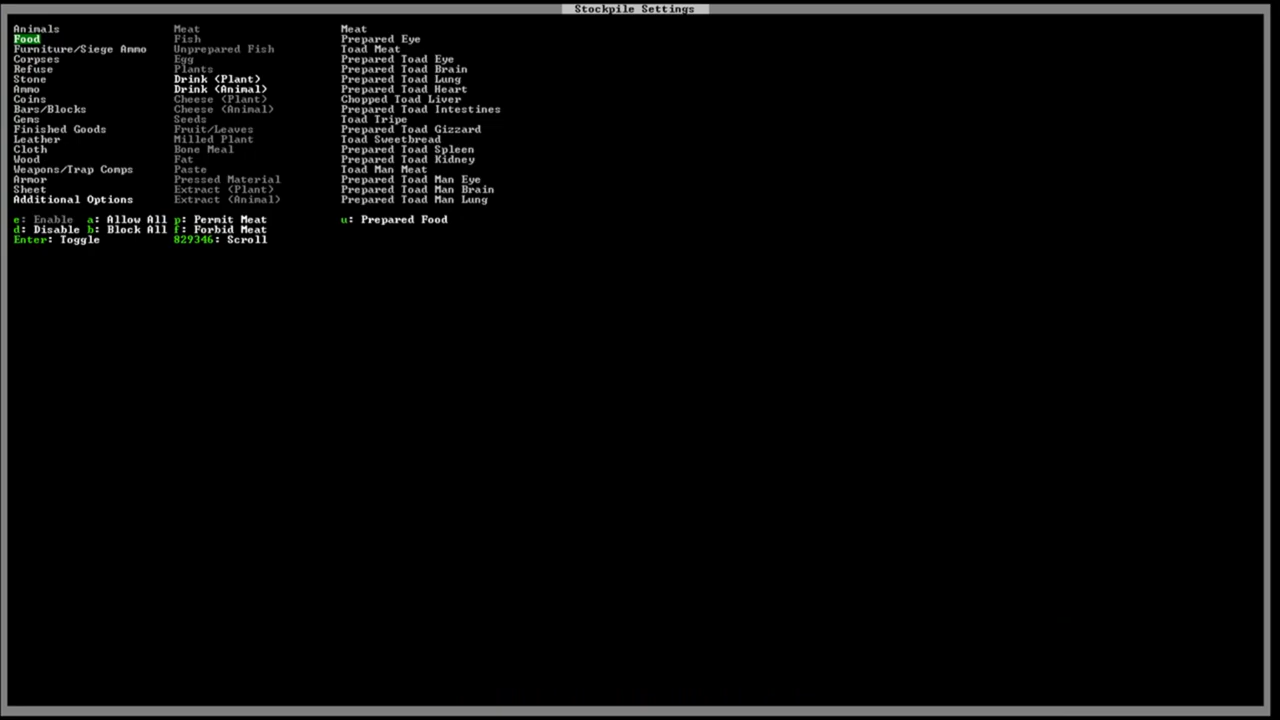 Stockpile Settings
Animals Meat Meat
Food Fish Prepared Eye
Furniture/Siege Ammo Unprepared Fish Toad Meat
Corpses Egg Prepared Toad Eye
Refuse Plants Prepared Toad Brain
Stone Drink (Plant) Prepared Toad Lung
Ammo Drink (Animal) Prepared Toad Heart
Coins Cheese (Plant) Chopped Toad Liver
Bars/Blocks Cheese (Animal) Prepared Toad Intestines
Gems Seeds Toad Tripe
Finished Goods Fruit/Leaves Prepared Toad Gizzard
Leather Milled Plant Toad Sweetbread
Cloth Bone Meal Prepared Toad Spleen
Wood Fat Prepared Toad Kidney
Weapons/Trap Comps Paste Toad Man Meat
Armor Pressed Material Prepared Toad Man Eye
Sheet Extract (Plant) Prepared Toad Man Brain
Additional Options Extract (Animal) Prepared Toad Man Lung
e: Enable a: Allow All p: Permit Meat u: Prepared Food
d: Disable b: Block All f: Forbid Meat
Enter: Toggle 829346: Scroll